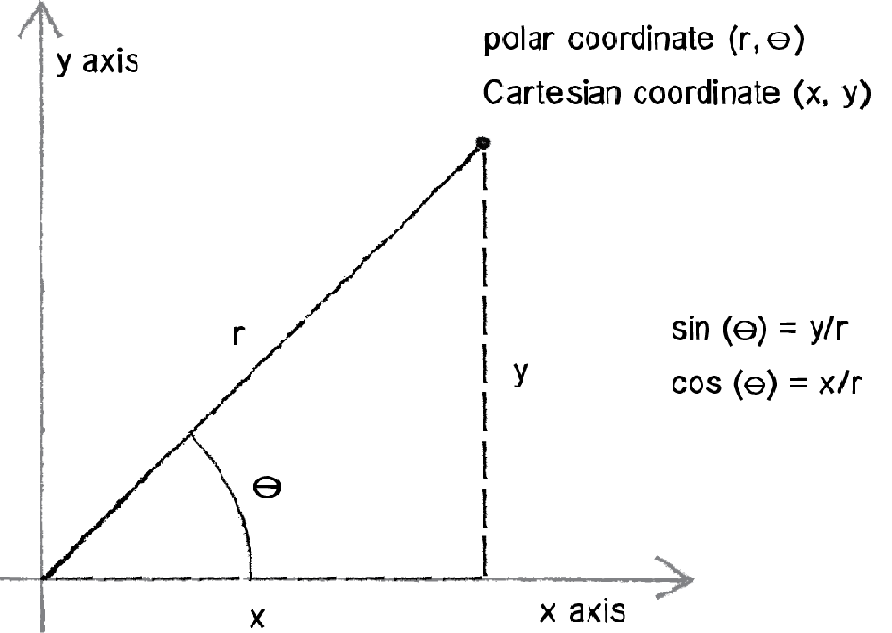 polar coordinate (r, θ)
y axis
Cartesian coordinate (x, y)
r
sin (θ) = y/r
y
cos (θ) = x/r
θ
x
x axis